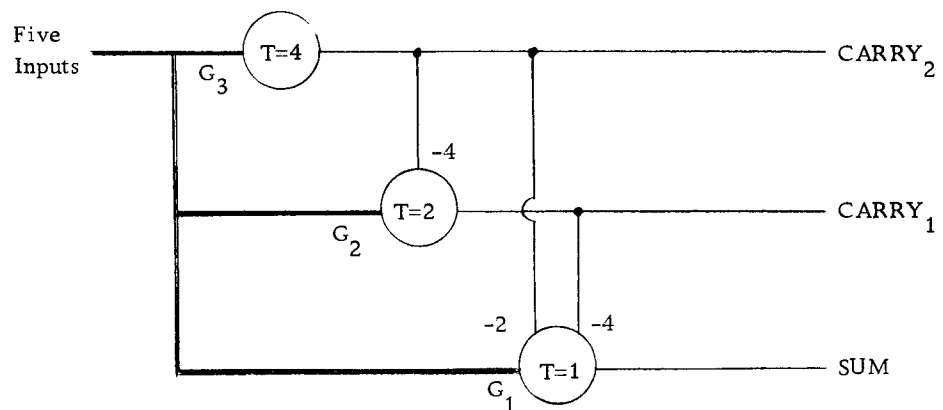 Five
Inputs
T=4
G3
CARRY2
-4
T=2
G2
CARRY1
-2
-4
T=1
G1
SUM